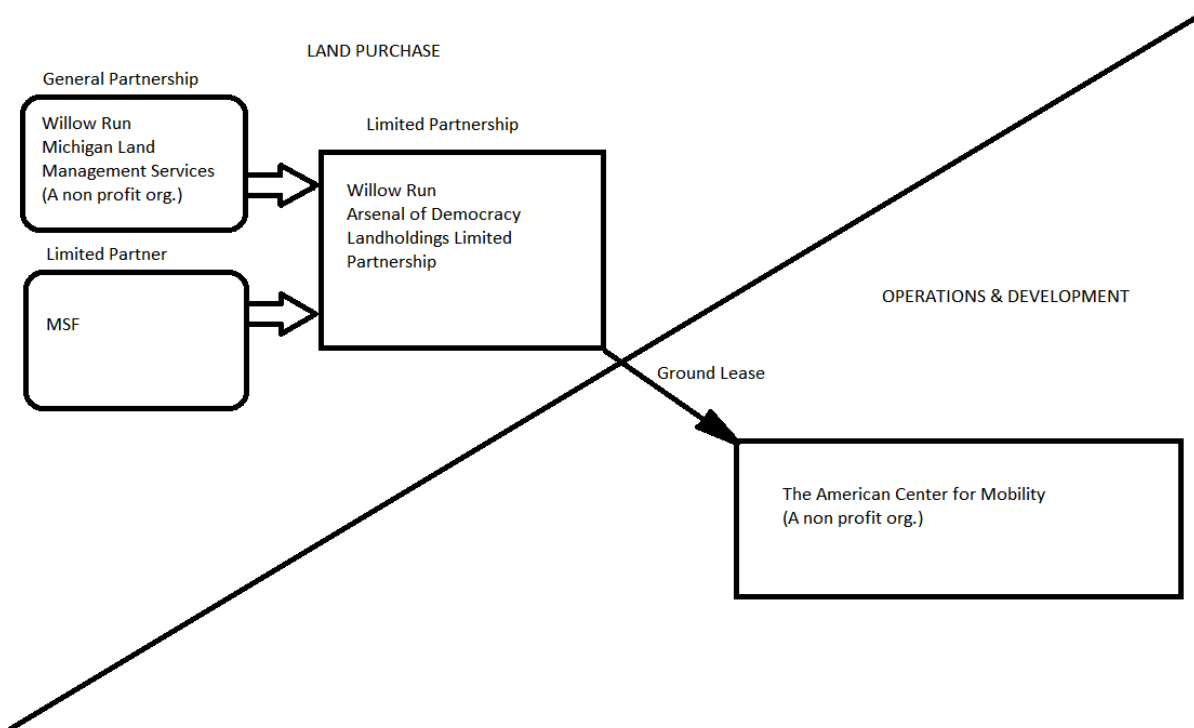 LAND PURCHASE
General Partnership
Willow Run
Michigan Land
Management Services
(A non profit org.)
Limited Partnership
Willow Run
Arsenal of Democracy
Landholdings Limited
Partnership
Limited Partner
MSF
OPERATIONS & DEVELOPMENT
Ground Lease
The American Center for Mobility
(A non profit org.)